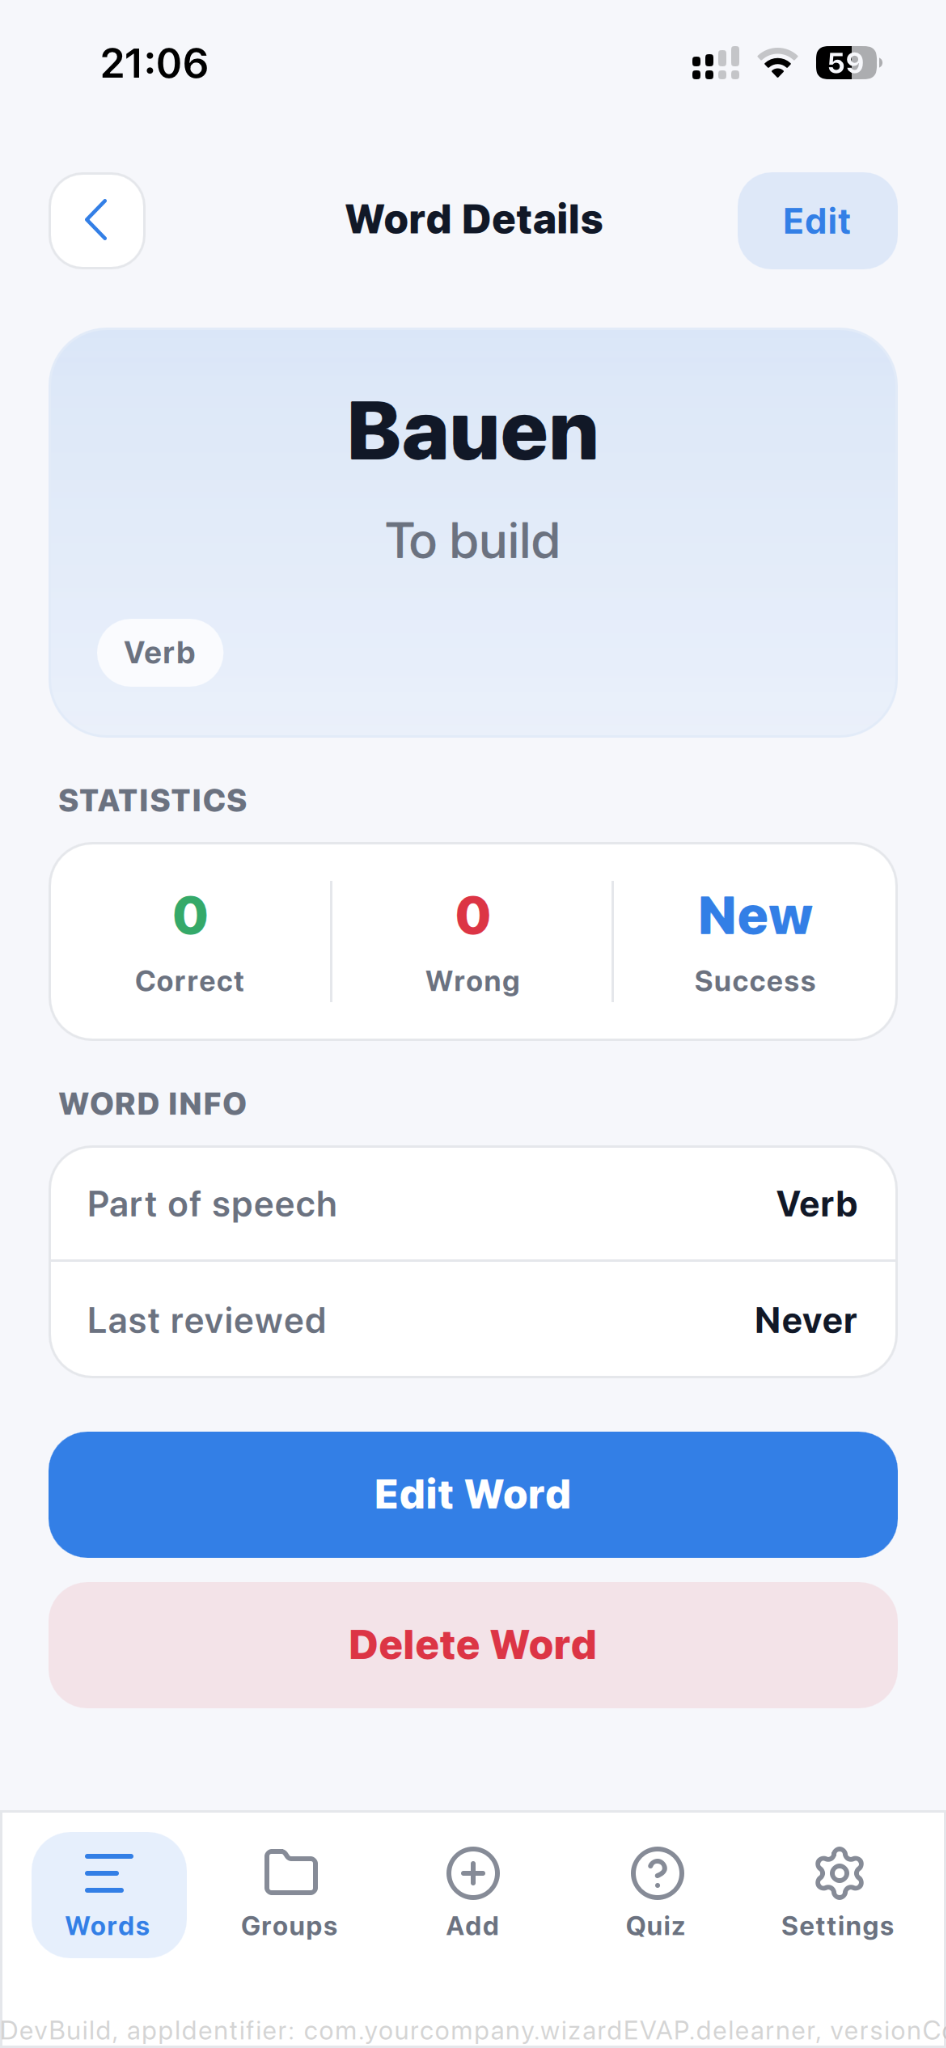 21:06
59
Word Details
Edit
Bauen
To build
Verb
STATISTICS
0
0
New
Correct
Wrong
Success
WORD INFO
Part of speech
Verb
Last reviewed
Never
Edit Word
Delete Word
Words
Groups
Add
Quiz
Settings
DevBuild, appIdentifier: com.yourcompany.wizardEVAP.delearner, versionCo